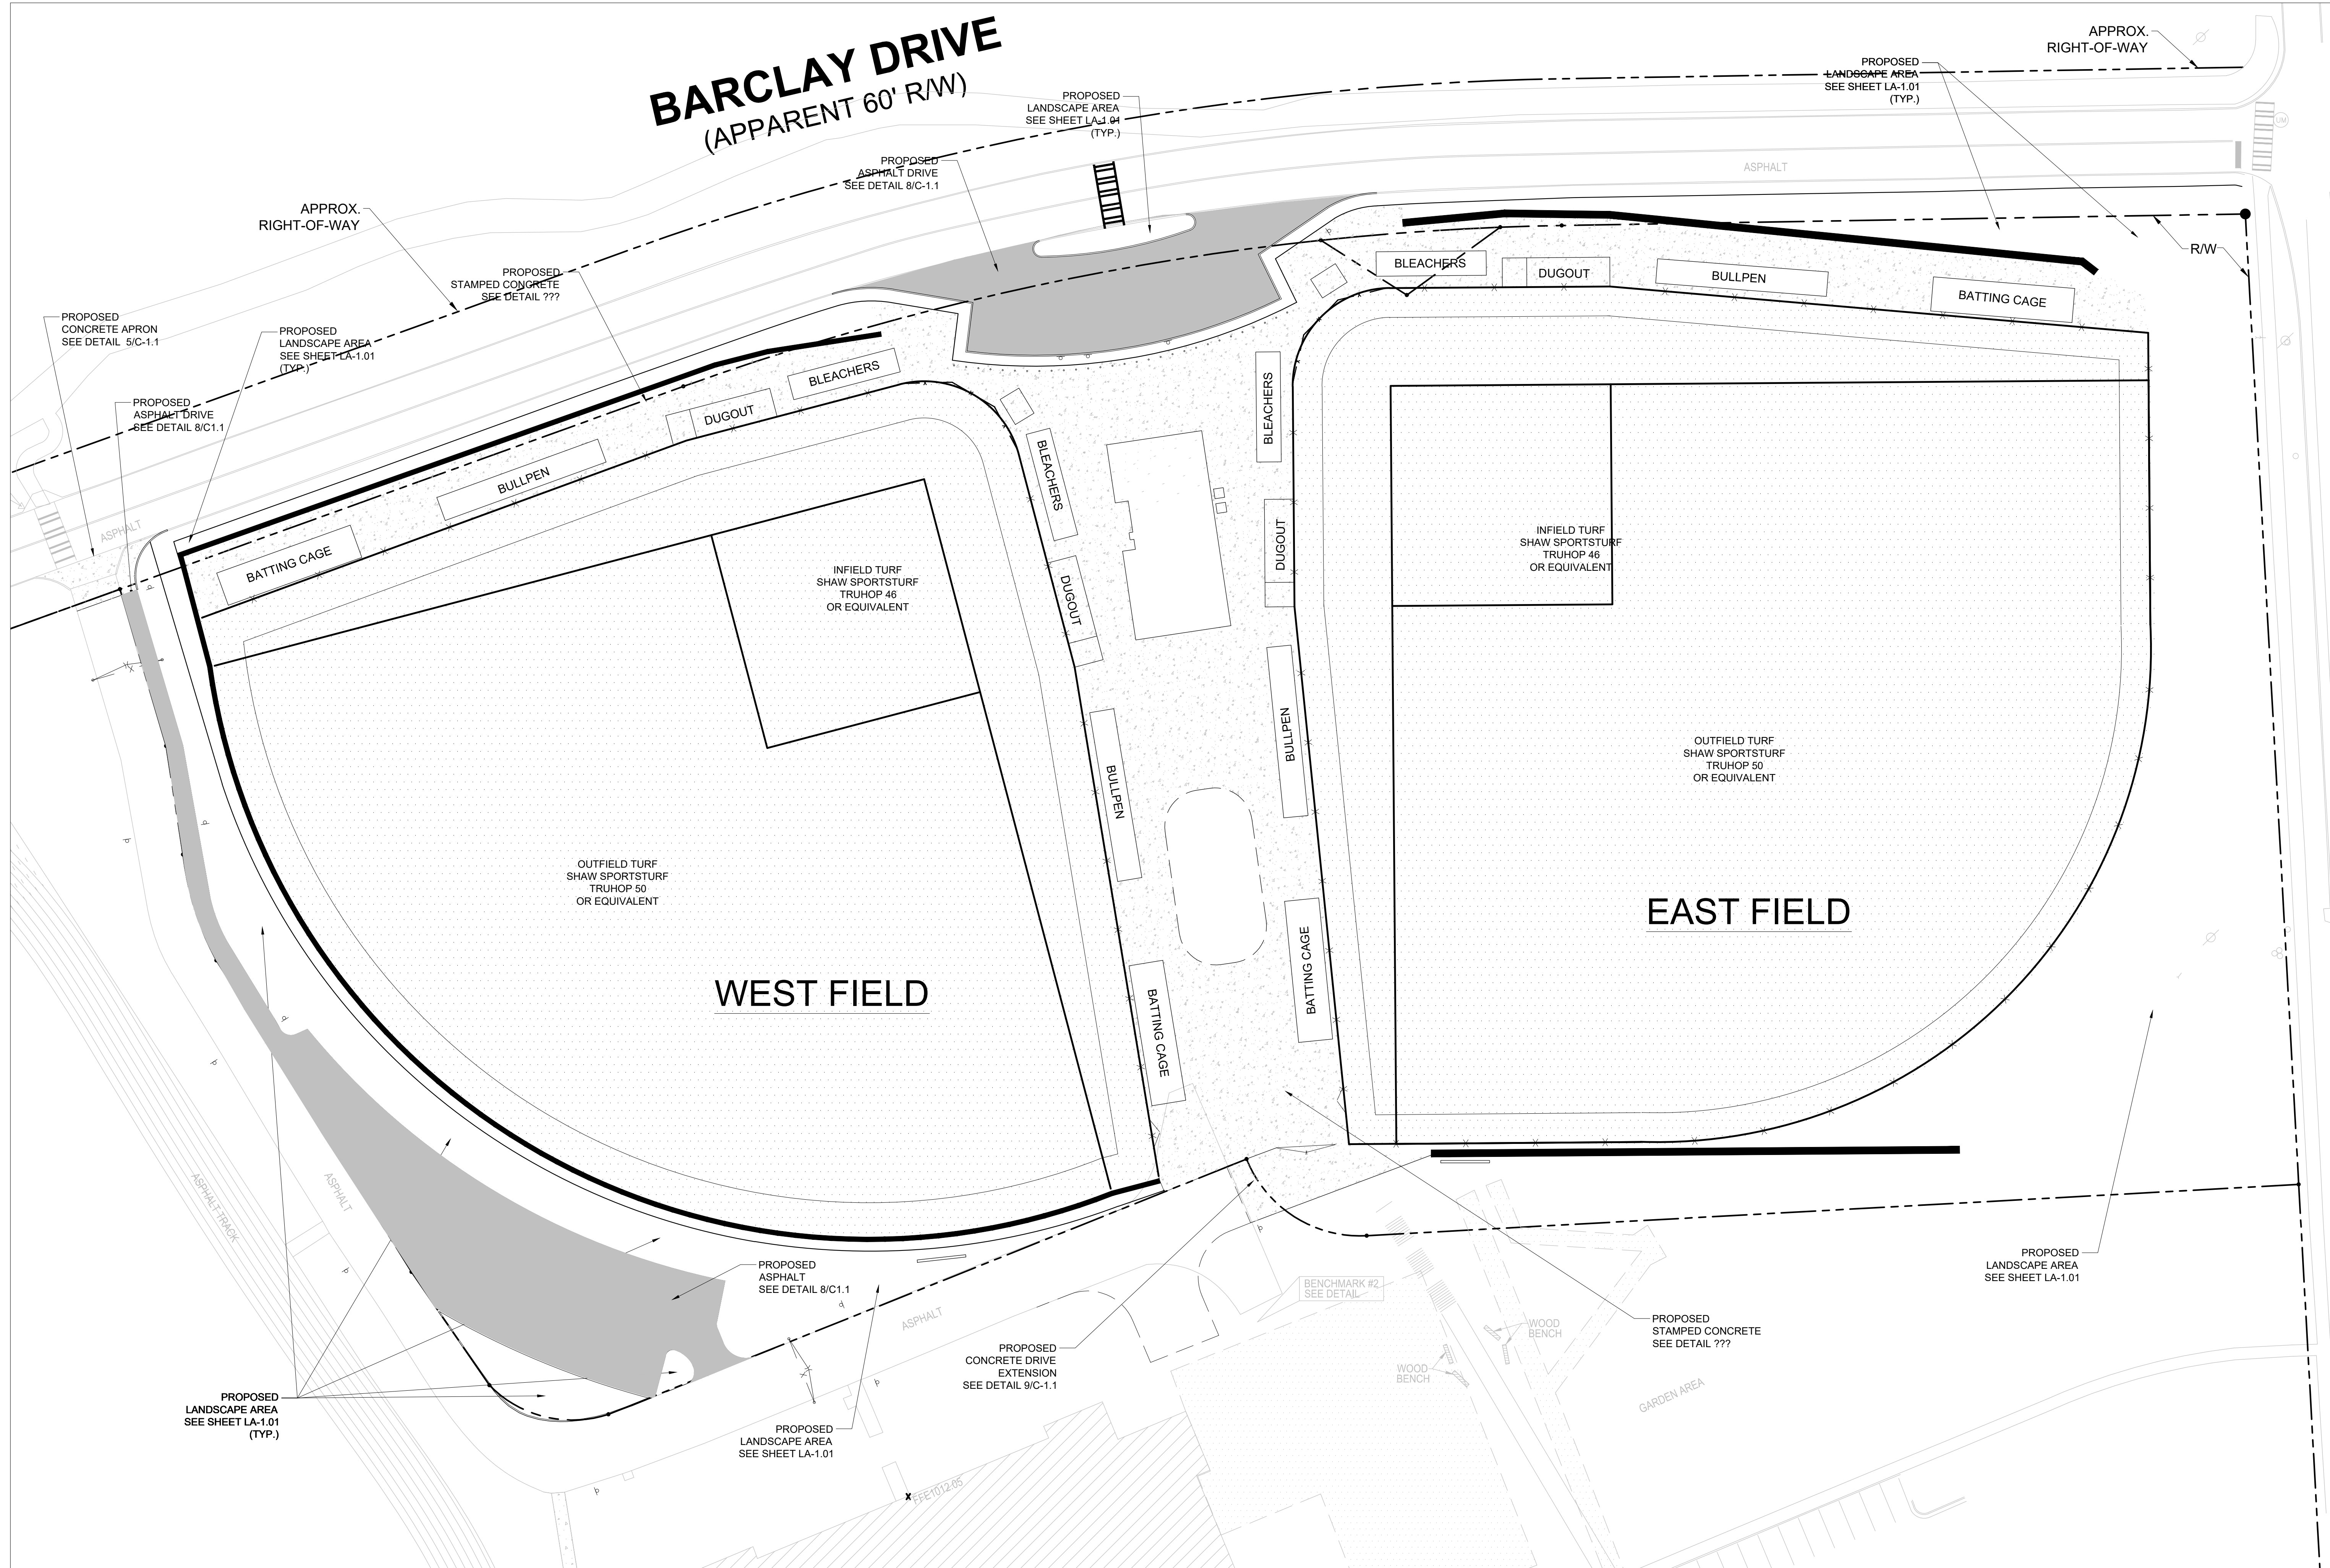 BARCLAY DRIVE
(APPARENT 60' R/W)
APPROX.
RIGHT-OF-WAY
PROPOSED
LANDSCAPE AREA
SEE SHEET LA-1.01
(TYP.)
PROPOSED
LANDSCAPE AREA
SEE SHEET LA-1.01
(TYP.)
UM
PROPOSED
ASPHALT DRIVE
SEE DETAIL 8/C-1.1
ASPHALT
APPROX.
RIGHT-OF-WAY
R/W
PROPOSED
STAMPED CONCRETE
SEE DETAIL ???
BLEACHERS
DUGOUT
BULLPEN
BATTING CAGE
PROPOSED
CONCRETE APRON
SEE DETAIL 5/C-1.1
PROPOSED
LANDSCAPE AREA
SEE SHEET LA-1.01
(TYP.)
PROPOSED
ASPHALT DRIVE
SEE DETAIL 8/C1.1
BLEACHERS
DUGOUT
BULLPEN
BATTING CAGE
ASPHALT
BLEACHERS
DUGOUT
BULLPEN
BATTING CAGE
BLEACHERS
DUGOUT
BULLPEN
BATTING CAGE
INFIELD TURF
SHAW SPORTSTURF
TRUHOP 46
OR EQUIVALENT
INFIELD TURF
SHAW SPORTSTURF
TRUHOP 46
OR EQUIVALENT
OUTFIELD TURF
SHAW SPORTSTURF
TRUHOP 50
OR EQUIVALENT
OUTFIELD TURF
SHAW SPORTSTURF
TRUHOP 50
OR EQUIVALENT
EAST FIELD
WEST FIELD
ASPHALT TRACK
ASPHALT
PROPOSED
ASPHALT
SEE DETAIL 8/C1.1
ASPHALT
BENCHMARK #2
SEE DETAIL
PROPOSED
LANDSCAPE AREA
SEE SHEET LA-1.01
PROPOSED
STAMPED CONCRETE
SEE DETAIL ???
WOOD
BENCH
WOOD
BENCH
PROPOSED
CONCRETE DRIVE
EXTENSION
SEE DETAIL 9/C-1.1
GARDEN AREA
PROPOSED
LANDSCAPE AREA
SEE SHEET LA-1.01
(TYP.)
PROPOSED
LANDSCAPE AREA
SEE SHEET LA-1.01
FFE1012.05